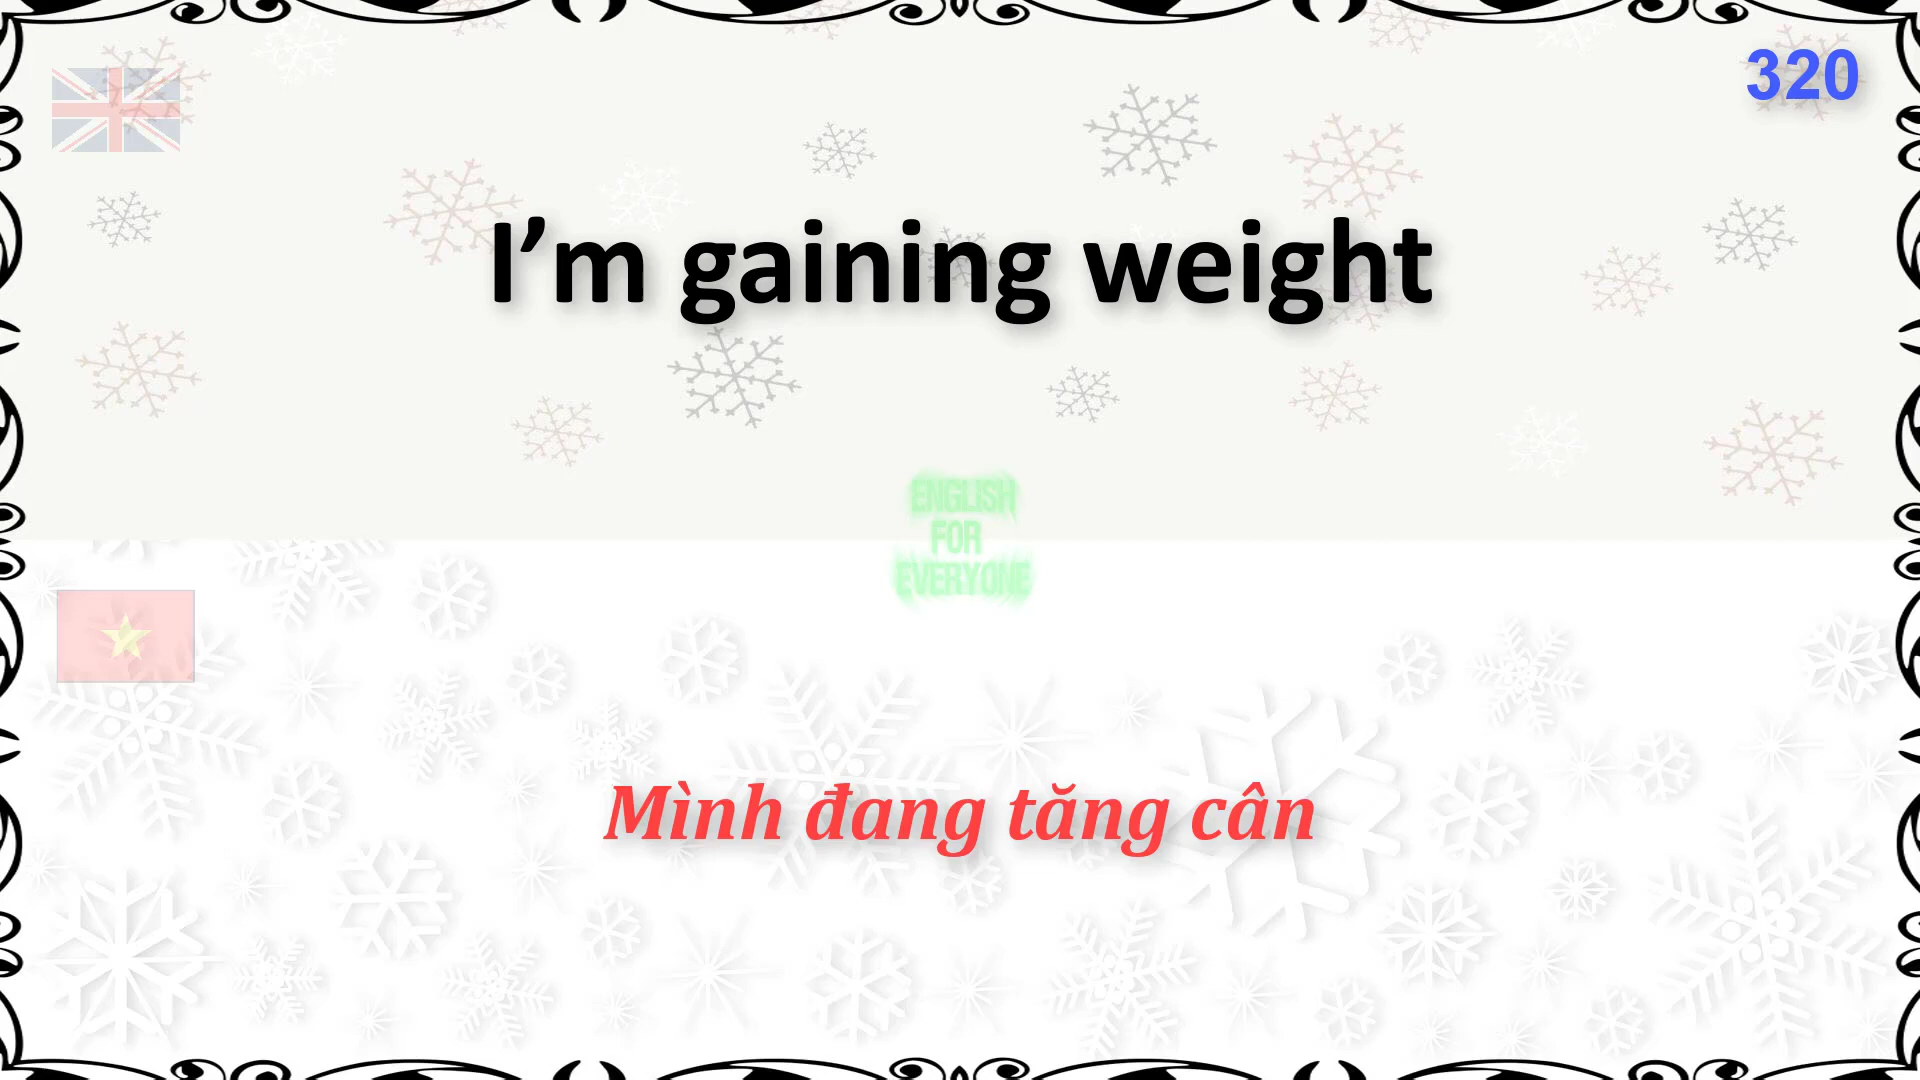 320
I’m gaining weight
ENGLISH
FOR
EVERYONE
Mình đang tăng cân